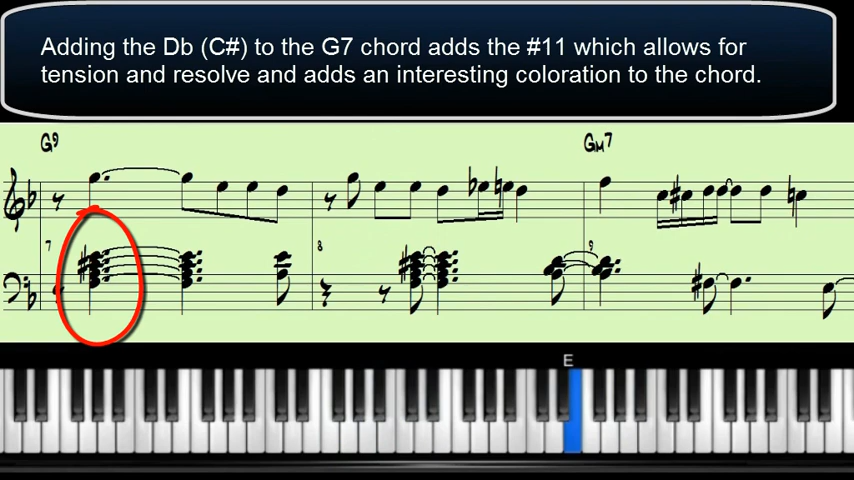 Adding the Db (C#) to the G7 chord adds the #11 which allows for
tension and resolve and adds an interesting coloration to the chord.
G9 GM7
7 8 9
E